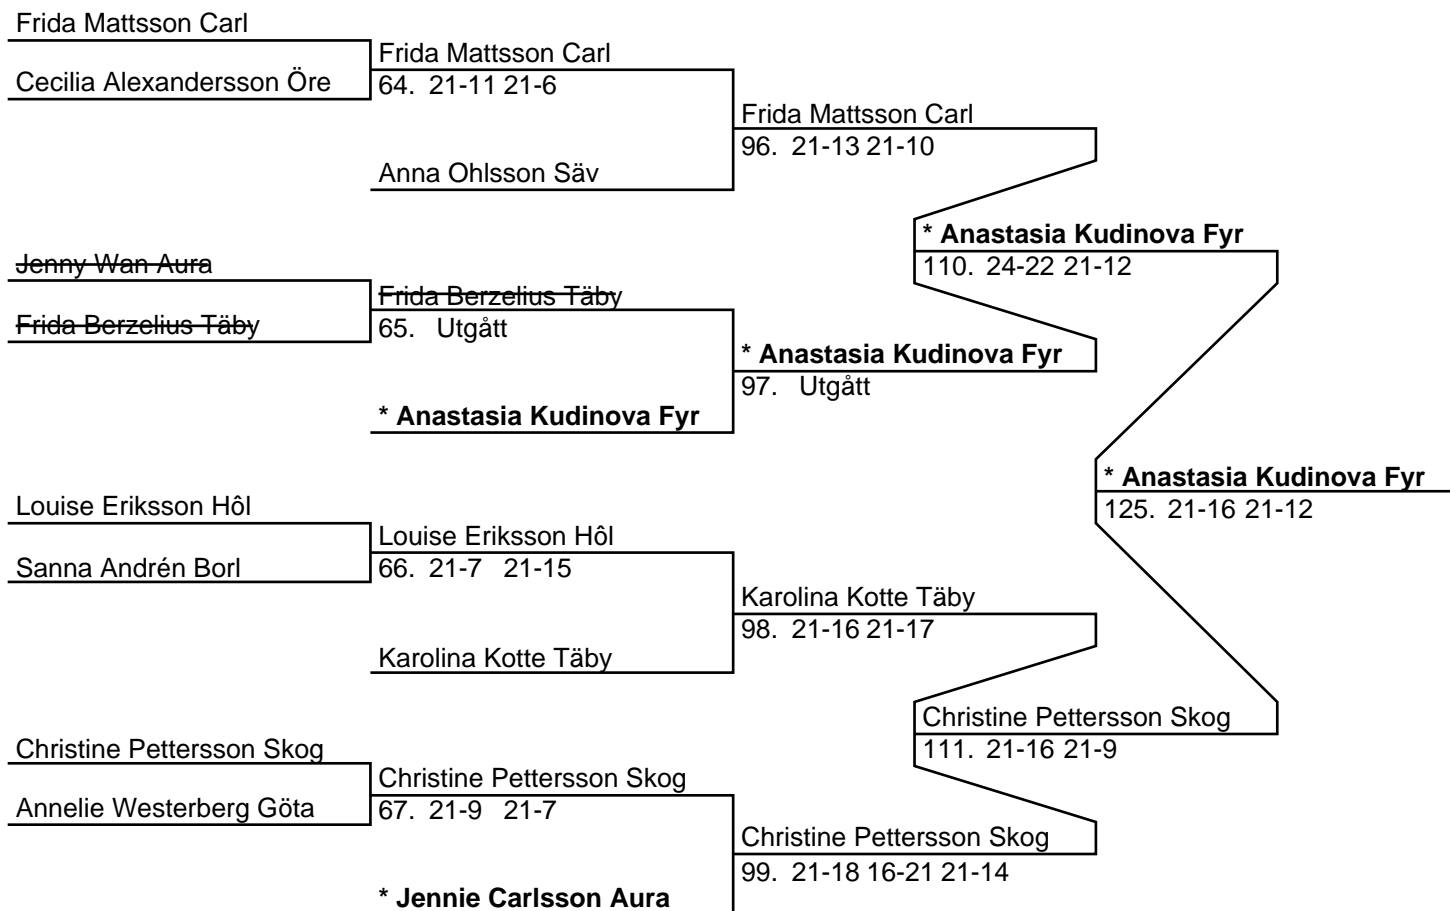 Frida Mattsson Carl
Cecilia Alexandersson Öre
Frida Mattsson Carl
64. 21-11 21-6
Anna Ohlsson Säv
Frida Mattsson Carl
96. 21-13 21-10
Jenny Wan Aura
Frida Berzelius Täby
Frida Berzelius Täby
65. Utgått
* Anastasia Kudinova Fyr
* Anastasia Kudinova Fyr
97. Utgått
* Anastasia Kudinova Fyr
110. 24-22 21-12
Louise Eriksson Hôl
Sanna Andrén Borl
Louise Eriksson Hôl
66. 21-7 21-15
Karolina Kotte Täby
Karolina Kotte Täby
98. 21-16 21-17
Christine Pettersson Skog
Annelie Westerberg Göta
Christine Pettersson Skog
67. 21-9 21-7
* Jennie Carlsson Aura
Christine Pettersson Skog
99. 21-18 16-21 21-14
Christine Pettersson Skog
111. 21-16 21-9
* Anastasia Kudinova Fyr
125. 21-16 21-12